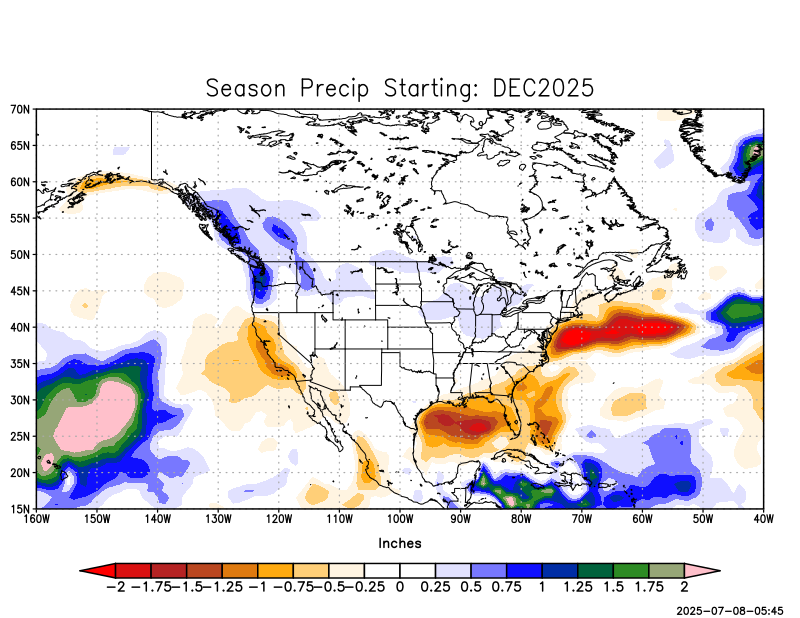 Season Precip Starting: DEC2025
70N
65N
60N
55N
50N
45N
40N
35N
30N
25N
20N
15N
160W 150W 140W 130W 120W 110W 100W 90W 80W 70W 60W 50W 40W
Inches
-2 -1.75 -1.5 -1.25 -1 -0.75 -0.5 -0.25 0 0.25 0.5 0.75 1 1.25 1.5 1.75 2
2025-07-08-05:45